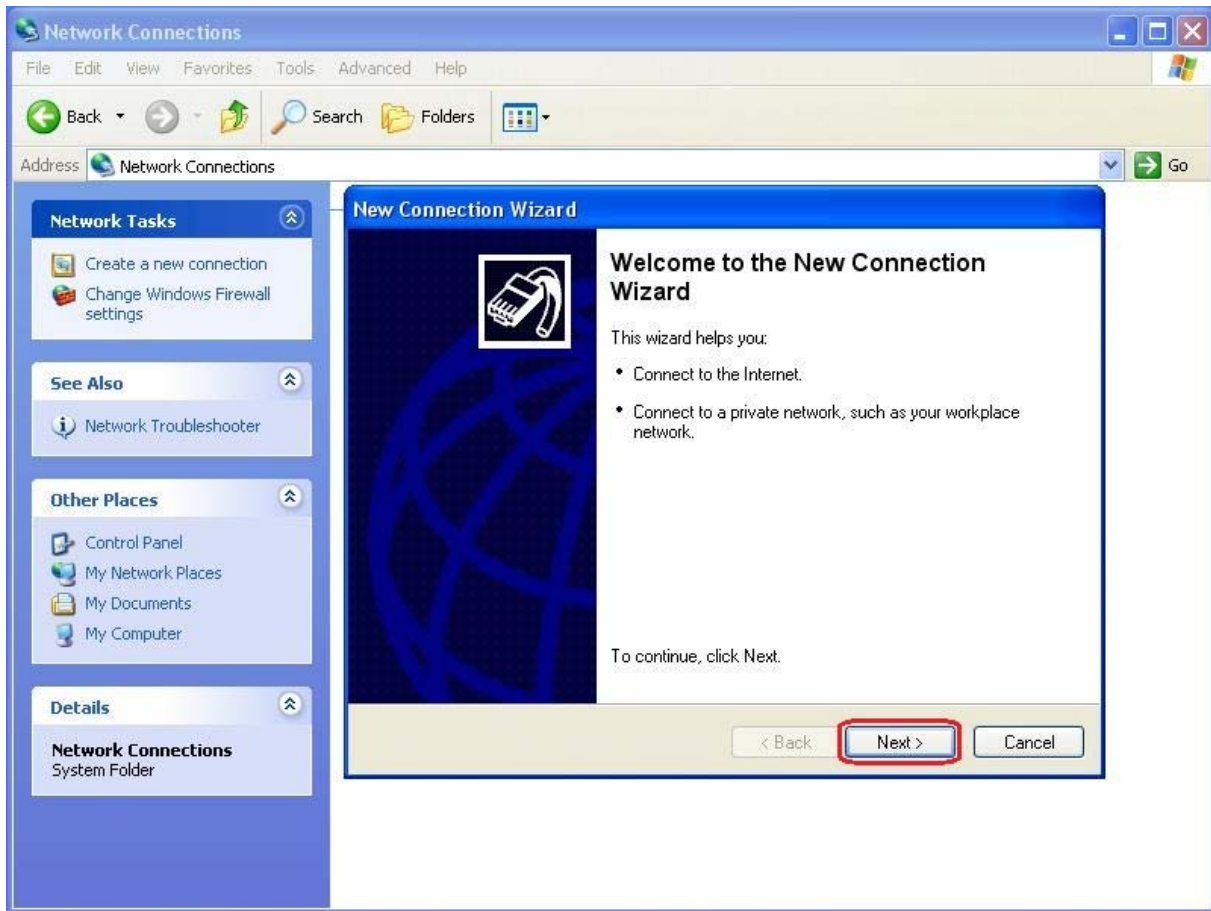 Network Connections
File Edit View Favorites Tools Advanced Help
Back Search Folders
Address Network Connections Go
Network Tasks
Create a new connection
Change Windows Firewall
settings
See Also
Network Troubleshooter
Other Places
Control Panel
My Network Places
My Documents
My Computer
Details
Network Connections
System Folder
New Connection Wizard
Welcome to the New Connection
Wizard
This wizard helps you:
• Connect to the Internet.
• Connect to a private network, such as your workplace
network.
To continue, click Next.
< Back Next > Cancel